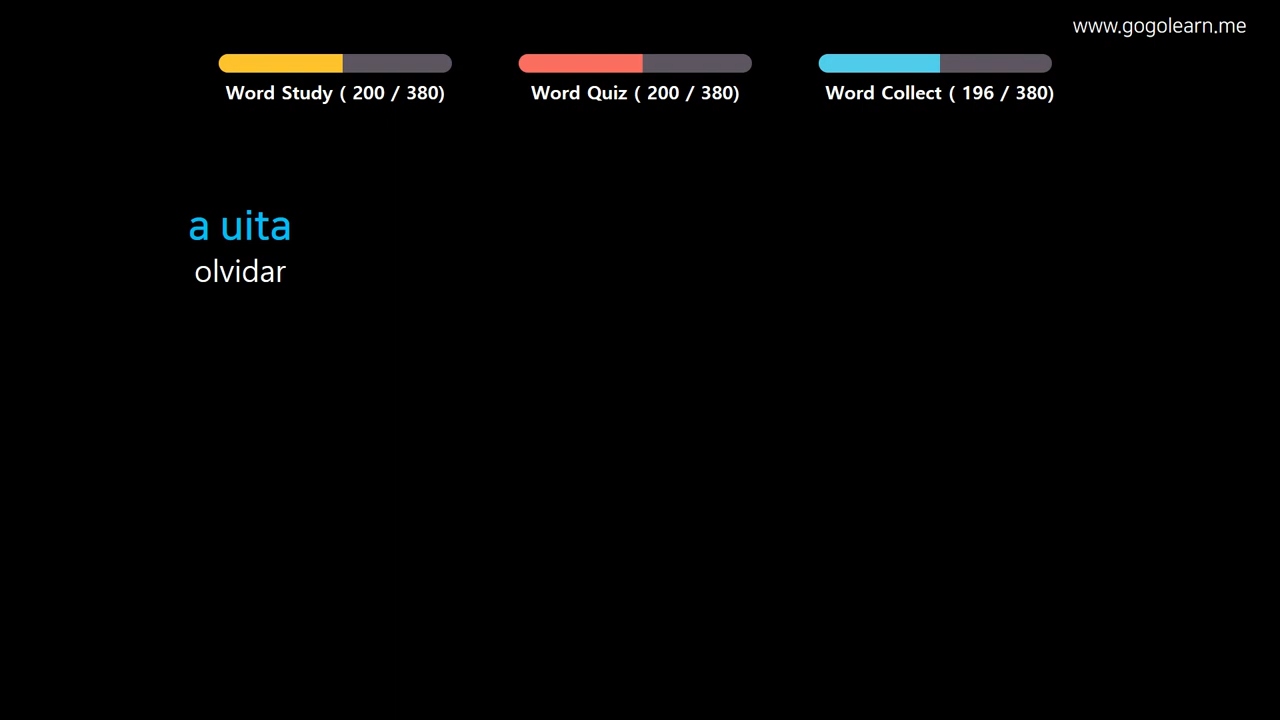 www.gogolearn.me
Word Study ( 200 / 380)
Word Quiz ( 200 / 380)
Word Collect ( 196 / 380)
a uita
olvidar